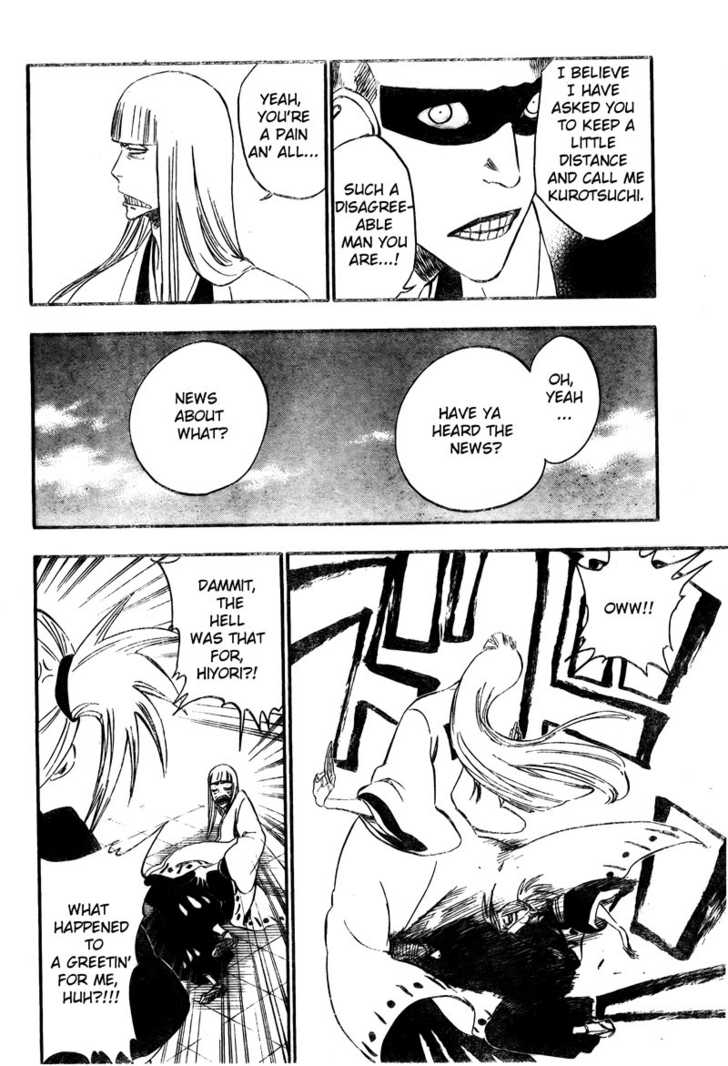 I BELIEVE
I HAVE
ASKED YOU
TO KEEP A
LITTLE
DISTANCE
AND CALL ME
KUROTSUCHI.
SUCH A
DISAGREE-
ABLE
MAN YOU
ARE...!
YEAH,
YOU'RE
A PAIN
AN' ALL...
OH,
YEAH
...
HAVE YA
HEARD THE
NEWS?
NEWS
ABOUT
WHAT?
OWW!!
DAMMIT,
THE
HELL
WAS THAT
FOR,
HIYORI?!
WHAT
HAPPENED
TO
A GREETIN'
FOR ME,
HUH?!!!